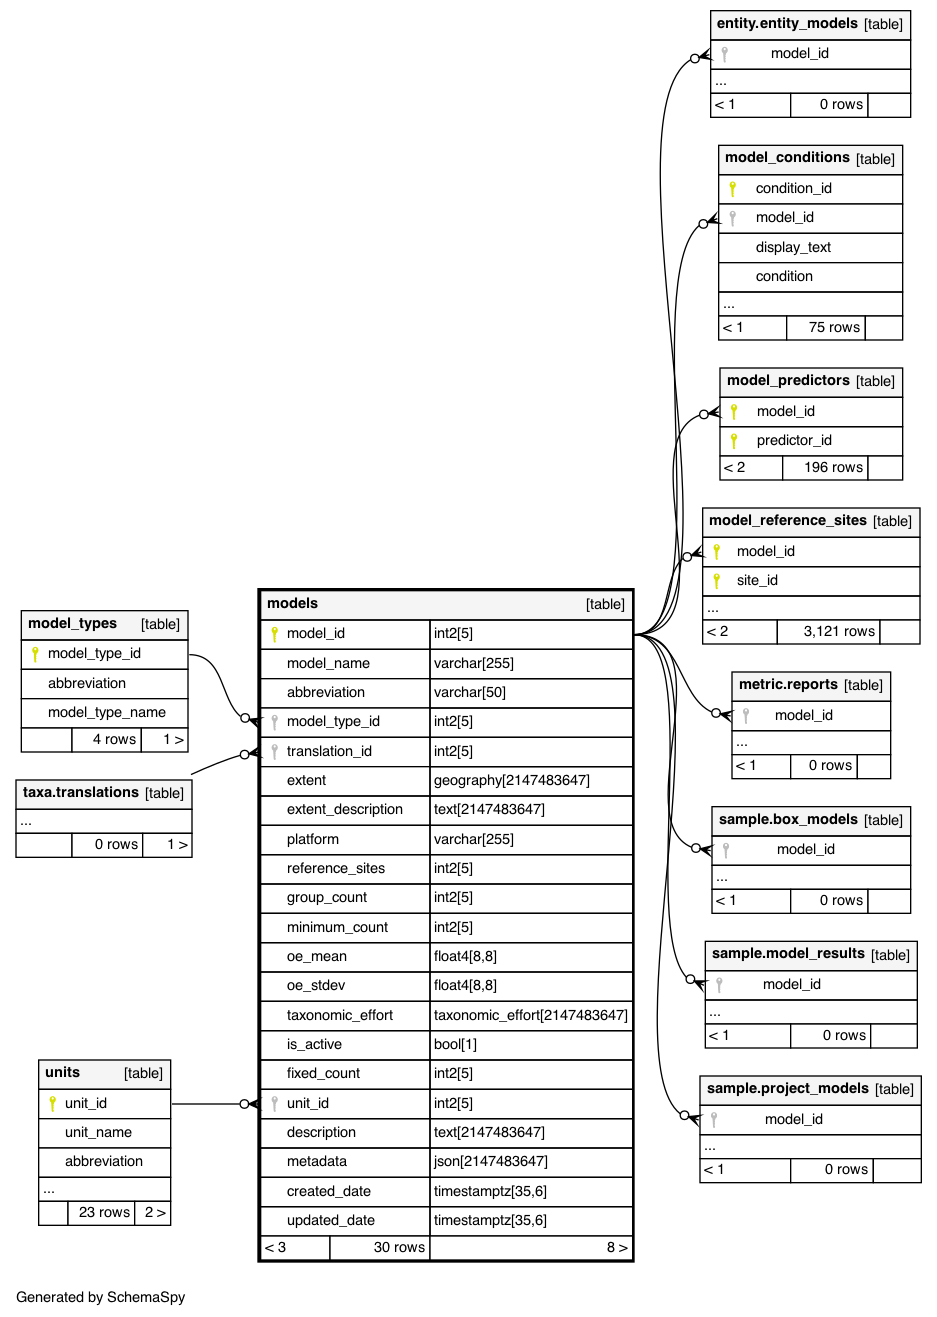 entity.entity_models [table]
model_id
...
< 1 0 rows
model_conditions [table]
condition_id
model_id
display_text
condition
...
< 1 75 rows
model_predictors [table]
model_id
predictor_id
< 2 196 rows
model_reference_sites [table]
model_id
site_id
...
< 2 3,121 rows
models [table]
model_id int2[5]
model_name varchar[255]
abbreviation varchar[50]
model_type_id int2[5]
translation_id int2[5]
extent geography[2147483647]
extent_description text[2147483647]
platform varchar[255]
reference_sites int2[5]
group_count int2[5]
minimum_count int2[5]
oe_mean float4[8,8]
oe_stdev float4[8,8]
taxonomic_effort taxonomic_effort[2147483647]
is_active bool[1]
fixed_count int2[5]
unit_id int2[5]
description text[2147483647]
metadata json[2147483647]
created_date timestamptz[35,6]
updated_date timestamptz[35,6]
< 3 30 rows 8 >
model_types [table]
model_type_id
abbreviation
model_type_name
4 rows 1 >
taxa.translations [table]
...
0 rows 1 >
units [table]
unit_id
unit_name
abbreviation
...
23 rows 2 >
metric.reports [table]
model_id
...
< 1 0 rows
sample.box_models [table]
model_id
...
< 1 0 rows
sample.model_results [table]
model_id
...
< 1 0 rows
sample.project_models [table]
model_id
...
< 1 0 rows
Generated by SchemaSpy